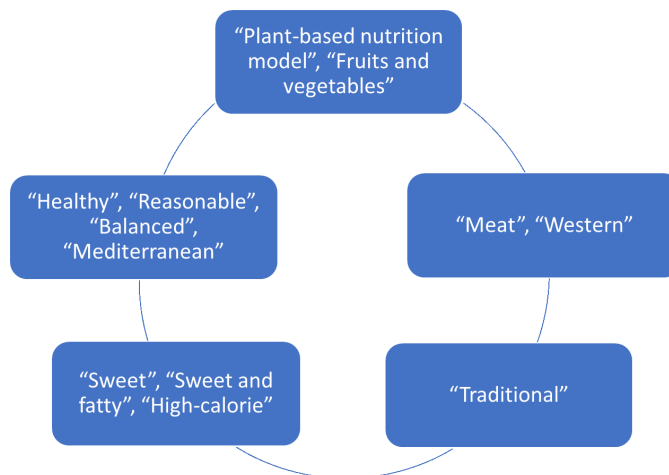 “Plant-based nutrition
model”, “Fruits and
vegetables”
“Healthy”, “Reasonable”,
“Balanced”,
“Mediterranean”
“Meat”, “Western”
“Sweet”, “Sweet and
fatty”, “High-calorie”
“Traditional”